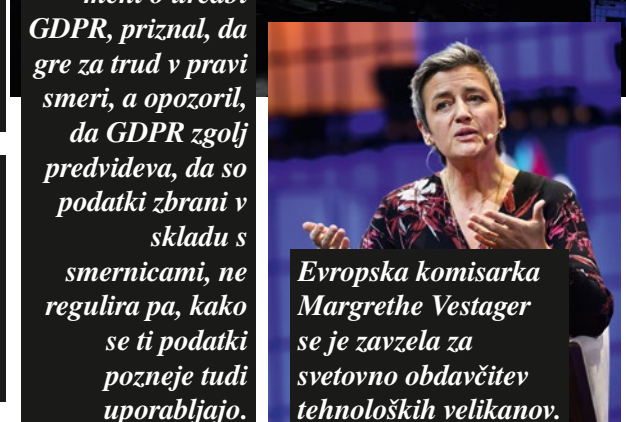 GDPR, priznal, da
gre za trud v pravi
smeri, a opozoril,
da GDPR zgolj
predvideva, da so
podatki zbrani v
skladu s
smernicami, ne
regulira pa, kako
se ti podatki
pozneje tudi
uporabljajo.
Evropska komisarka
Margrethe Vestager
se je zavzela za
svetovno obdavčitev
tehnoloških velikanov.